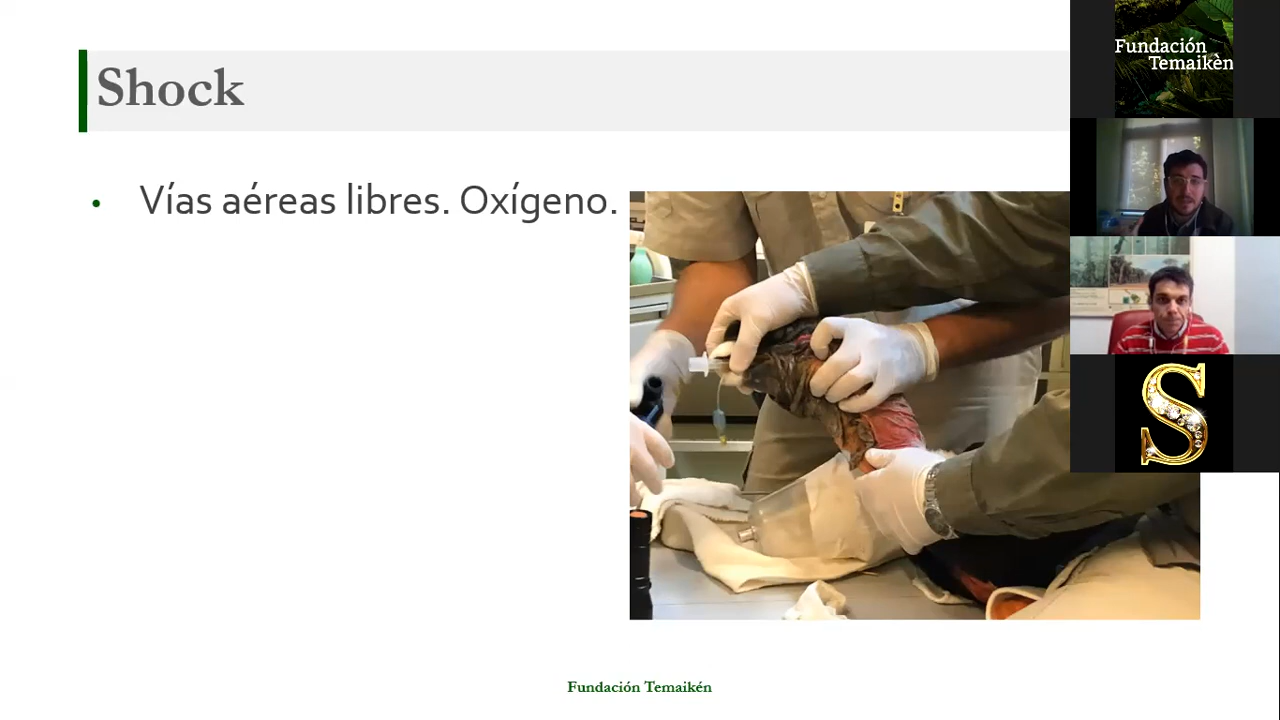 Shock
• Vías aéreas libres. Oxígeno.
Fundación
Temaikèn
S
Fundación Temaikén